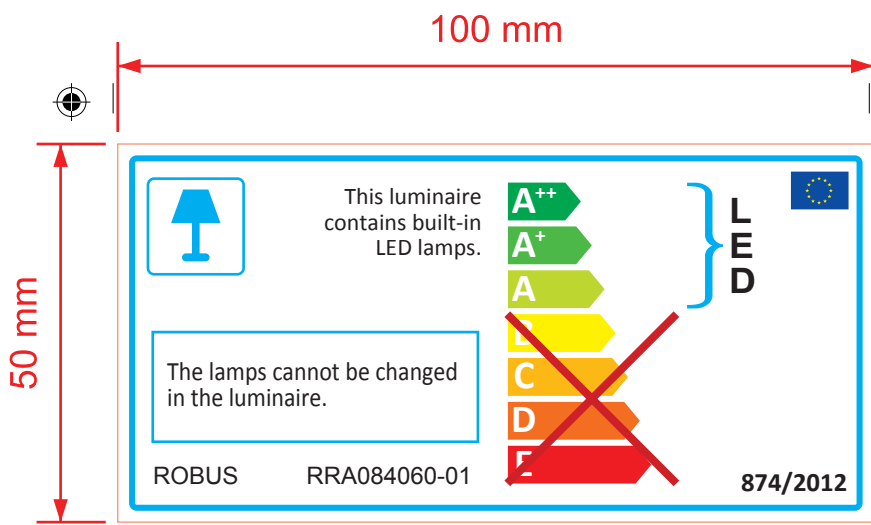 100 mm
50 mm
This luminaire
contains built-in
LED lamps.
A++
A+
A
B
C
D
E
L
E
D
The lamps cannot be changed
in the luminaire.
ROBUS RRA084060-01
874/2012